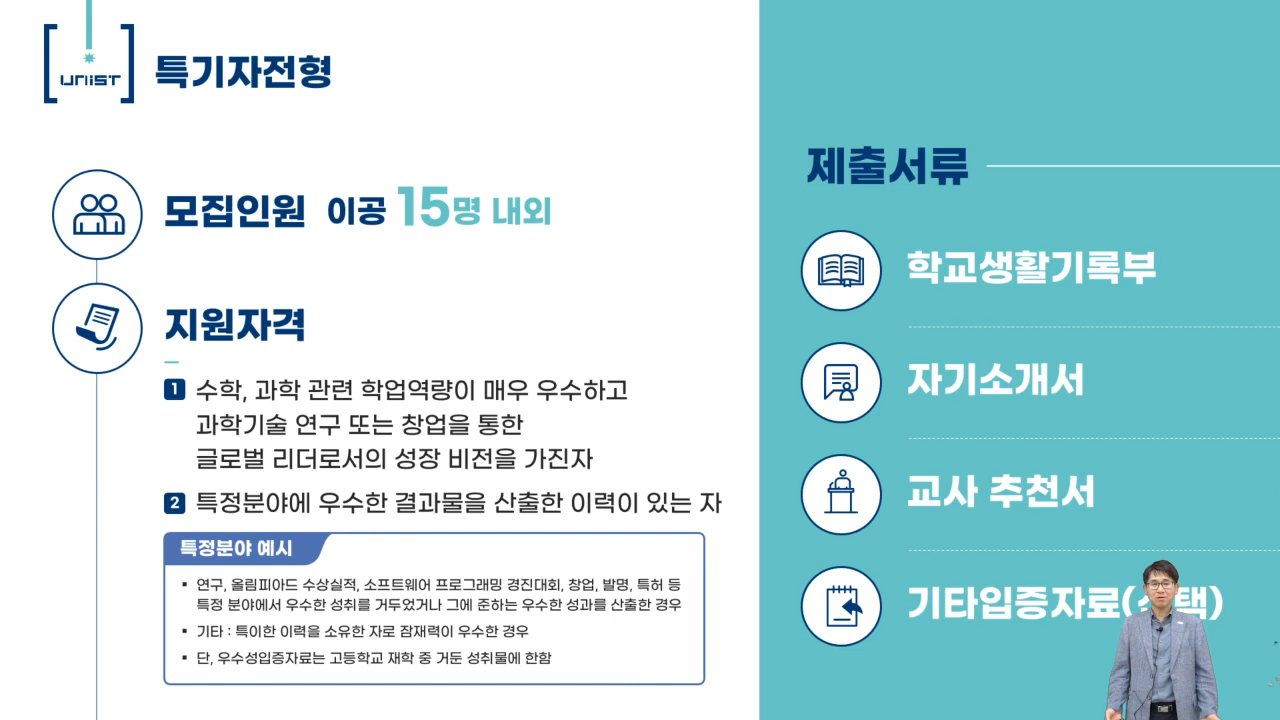 UNIST
특기자전형
모집인원 이공 15명 내외
지원자격
1 수학, 과학 관련 학업역량이 매우 우수하고
과학기술 연구 또는 창업을 통한
글로벌 리더로서의 성장 비전을 가진자
2 특정분야에 우수한 결과물을 산출한 이력이 있는 자
특정분야 예시
▪ 연구, 올림피아드 수상실적, 소프트웨어 프로그래밍 경진대회, 창업, 발명, 특허 등
특정 분야에서 우수한 성취를 거두었거나 그에 준하는 우수한 성과를 산출한 경우
▪ 기타 : 특이한 이력을 소유한 자로 잠재력이 우수한 경우
▪ 단, 우수성입증자료는 고등학교 재학 중 거둔 성취물에 한함
제출서류
학교생활기록부
자기소개서
교사 추천서
기타입증자료(선택)